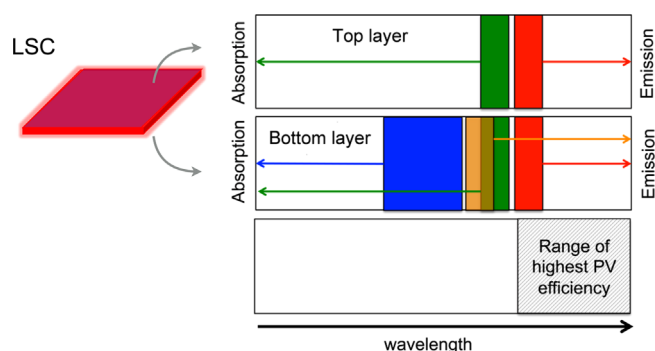 LSC
Absorption
Top layer
Emission
Absorption
Bottom layer
Emission
Range of
highest PV
efficiency
wavelength